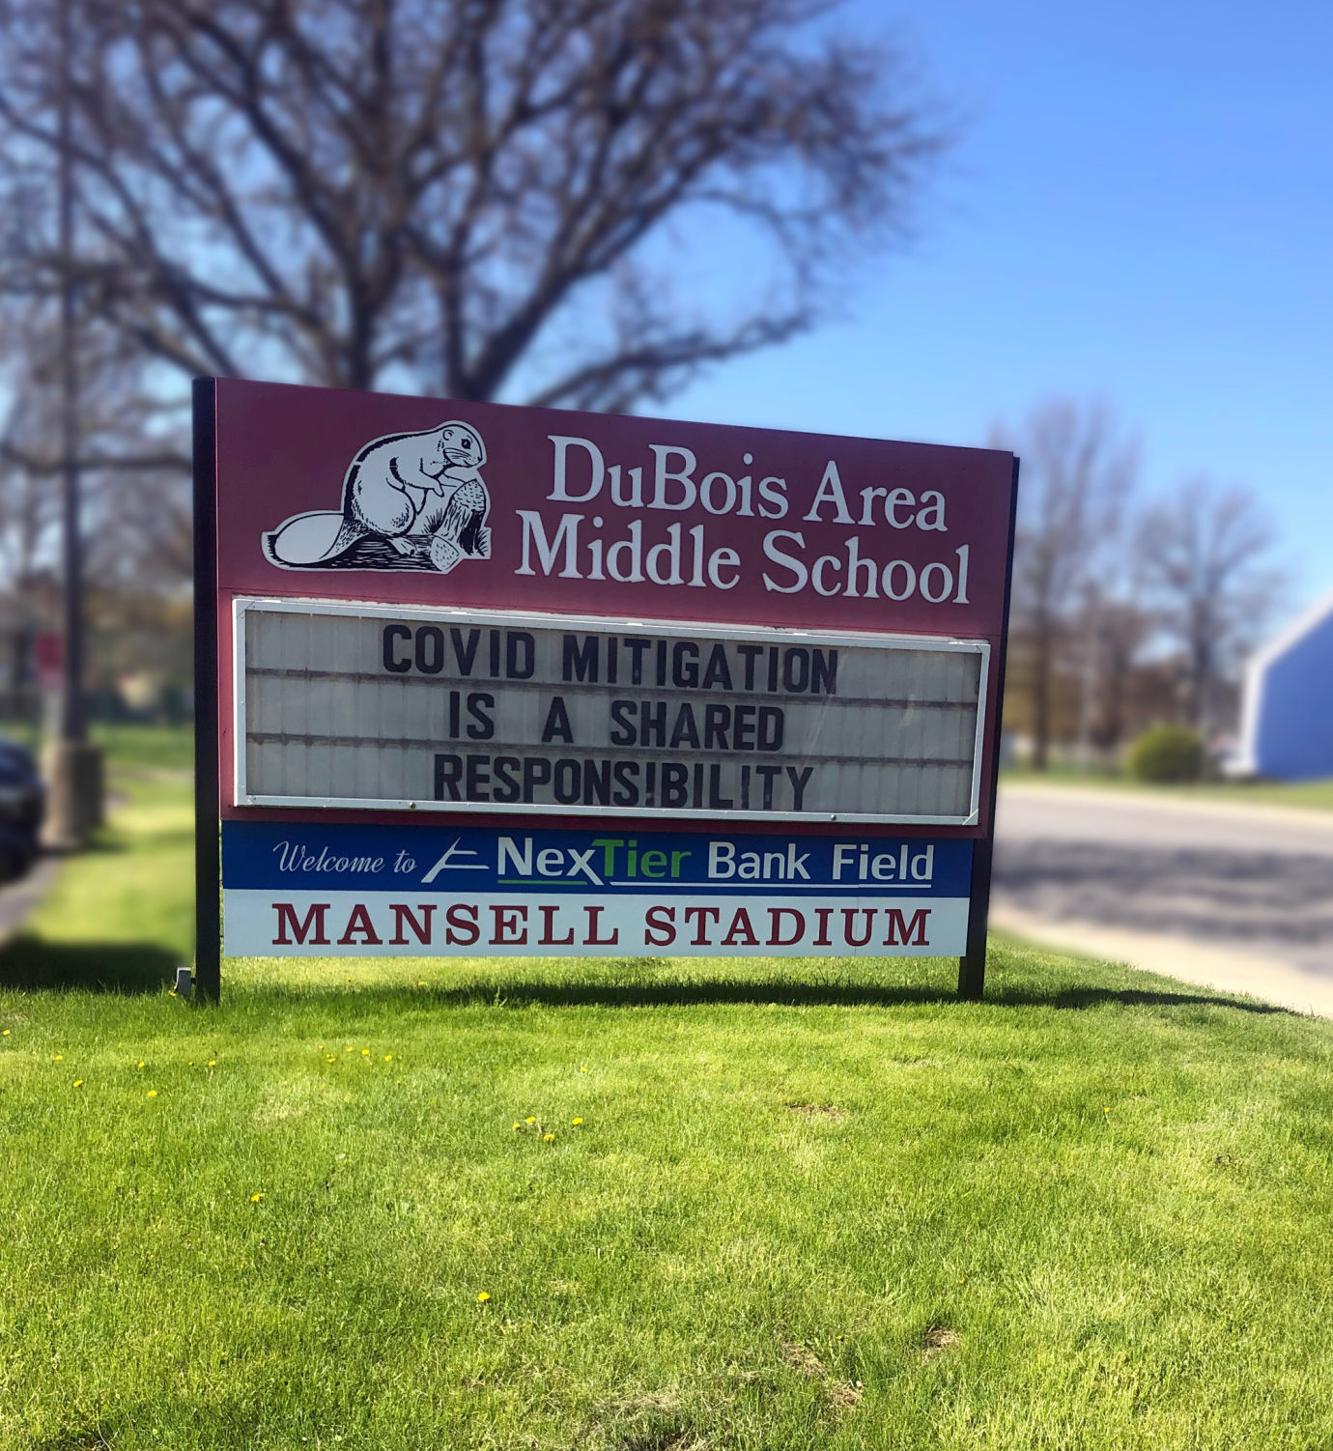 DuBois Area
Middle School
COVID MITIGATION
IS A SHARED
RESPONSIBILITY
Welcome to NexTier Bank Field
MANSELL STADIUM